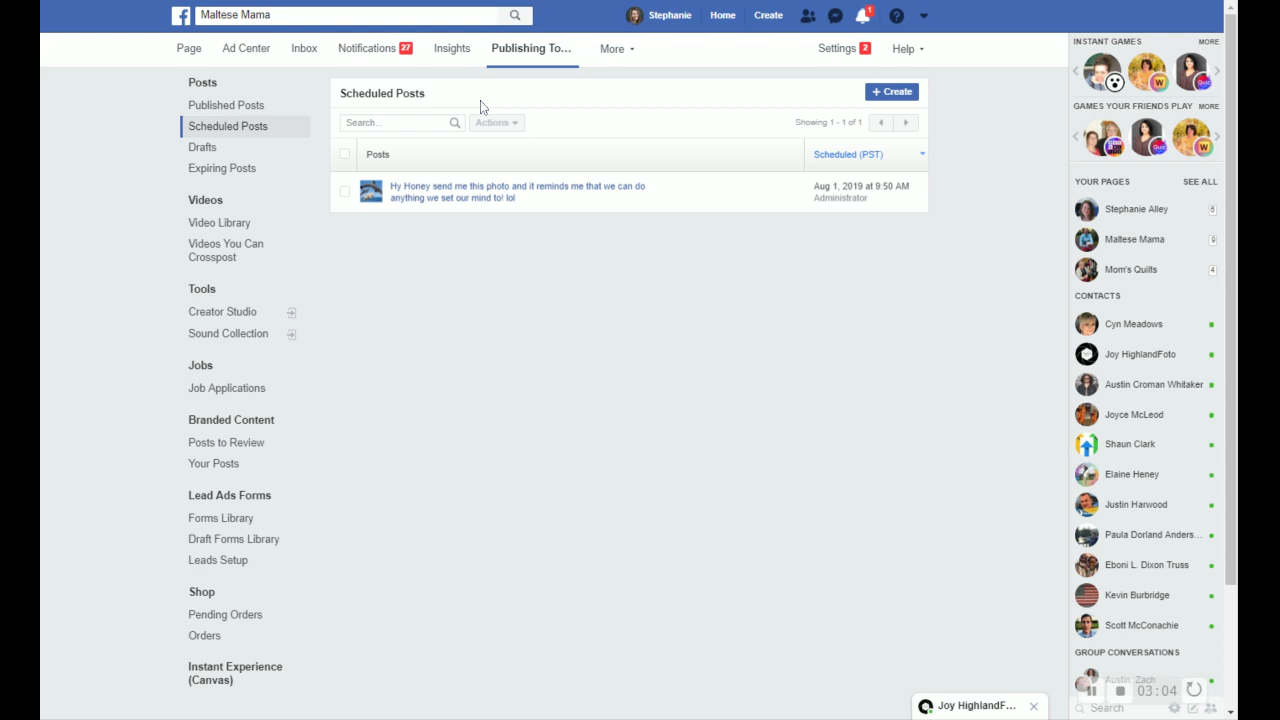 Maltese Mama
Stephanie
Home
Create
1
Page
Ad Center
Inbox
Notifications 27
Insights
Publishing To...
More
Settings 2
Help
Posts
Published Posts
Scheduled Posts
Drafts
Expiring Posts
Videos
Video Library
Videos You Can
Crosspost
Tools
Creator Studio
Sound Collection
Jobs
Job Applications
Branded Content
Posts to Review
Your Posts
Lead Ads Forms
Forms Library
Draft Forms Library
Leads Setup
Shop
Pending Orders
Orders
Instant Experience
(Canvas)
Scheduled Posts
+ Create
Search...
Actions
Showing 1 - 1 of 1
Posts
Scheduled (PST)
Hy Honey send me this photo and it reminds me that we can do
anything we set our mind to! lol
Aug 1, 2019 at 9:50 AM
Administrator
INSTANT GAMES
MORE
W
Quiz
GAMES YOUR FRIENDS PLAY
MORE
Quiz
W
YOUR PAGES
SEE ALL
Stephanie Alley
6
Maltese Mama
9
Mom's Quilts
4
CONTACTS
Cyn Meadows
Joy HighlandFoto
Austin Croman Whitaker
Joyce McLeod
Shaun Clark
Elaine Heney
Justin Harwood
Paula Dorland Anders...
Eboni L. Dixon Truss
Kevin Burbridge
Scott McConachie
GROUP CONVERSATIONS
Austin, Zach
03:04
Search
Joy HighlandF...